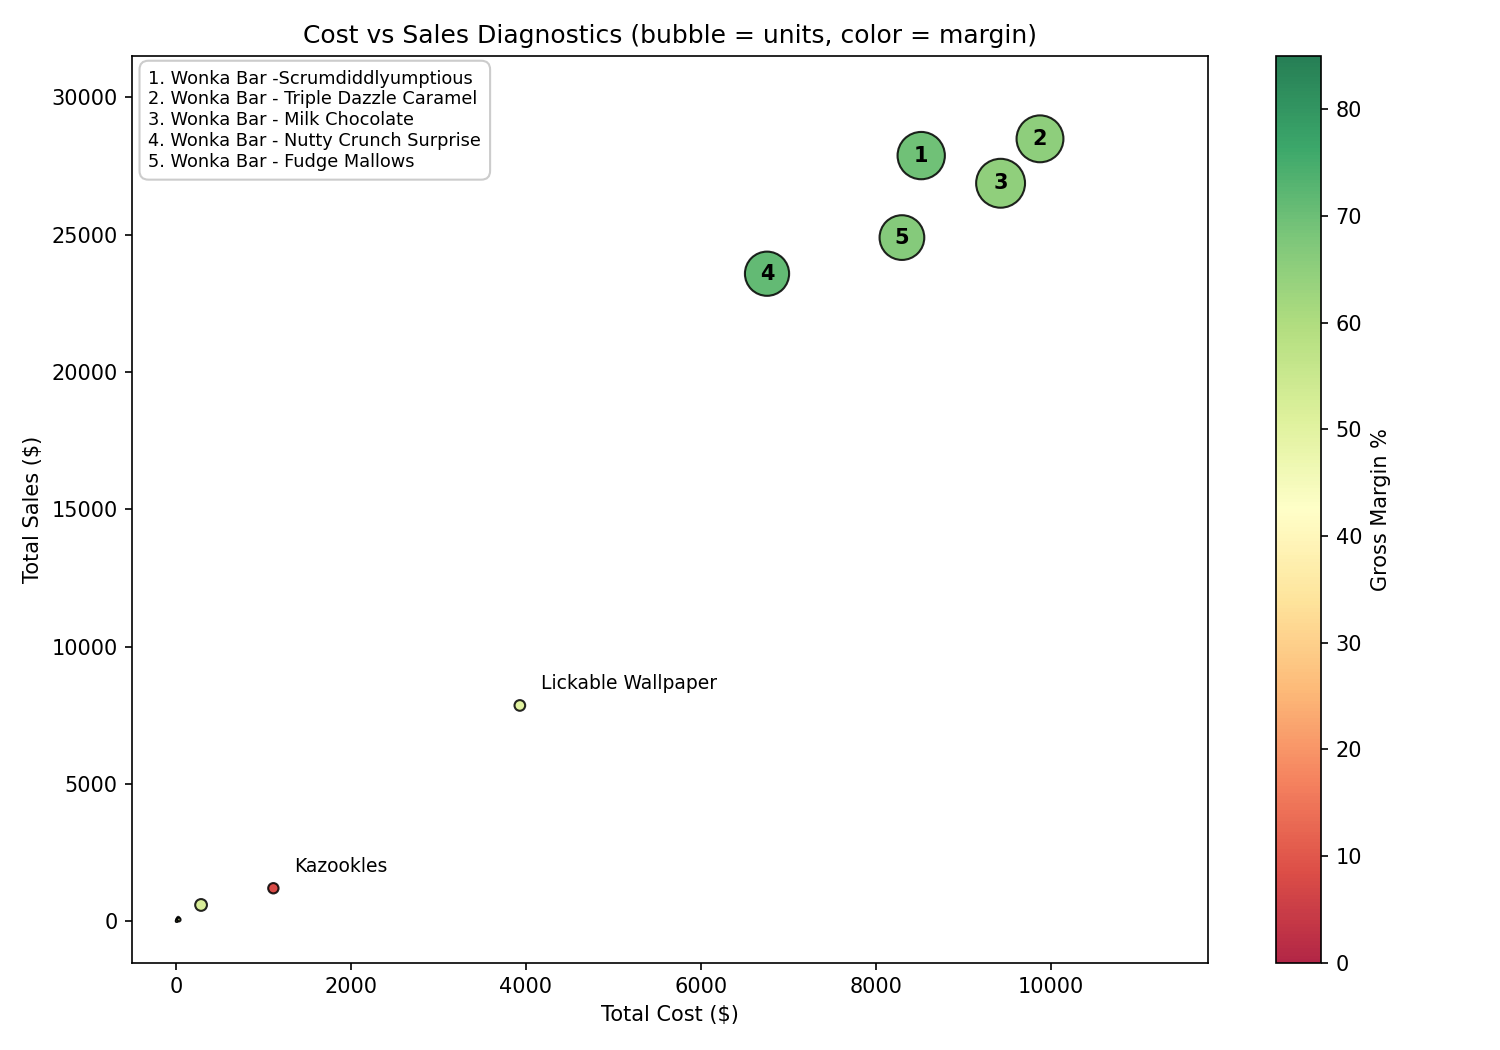 Cost vs Sales Diagnostics (bubble = units, color = margin)
1. Wonka Bar -Scrumdiddlyumptious
2. Wonka Bar - Triple Dazzle Caramel
3. Wonka Bar - Milk Chocolate
4. Wonka Bar - Nutty Crunch Surprise
5. Wonka Bar - Fudge Mallows
30000
25000
20000
15000
10000
5000
0
Total Sales ($)
1
2
3
5
4
Lickable Wallpaper
Kazookles
0
2000
4000
6000
8000
10000
Total Cost ($)
80
70
60
50
40
30
20
10
0
Gross Margin %